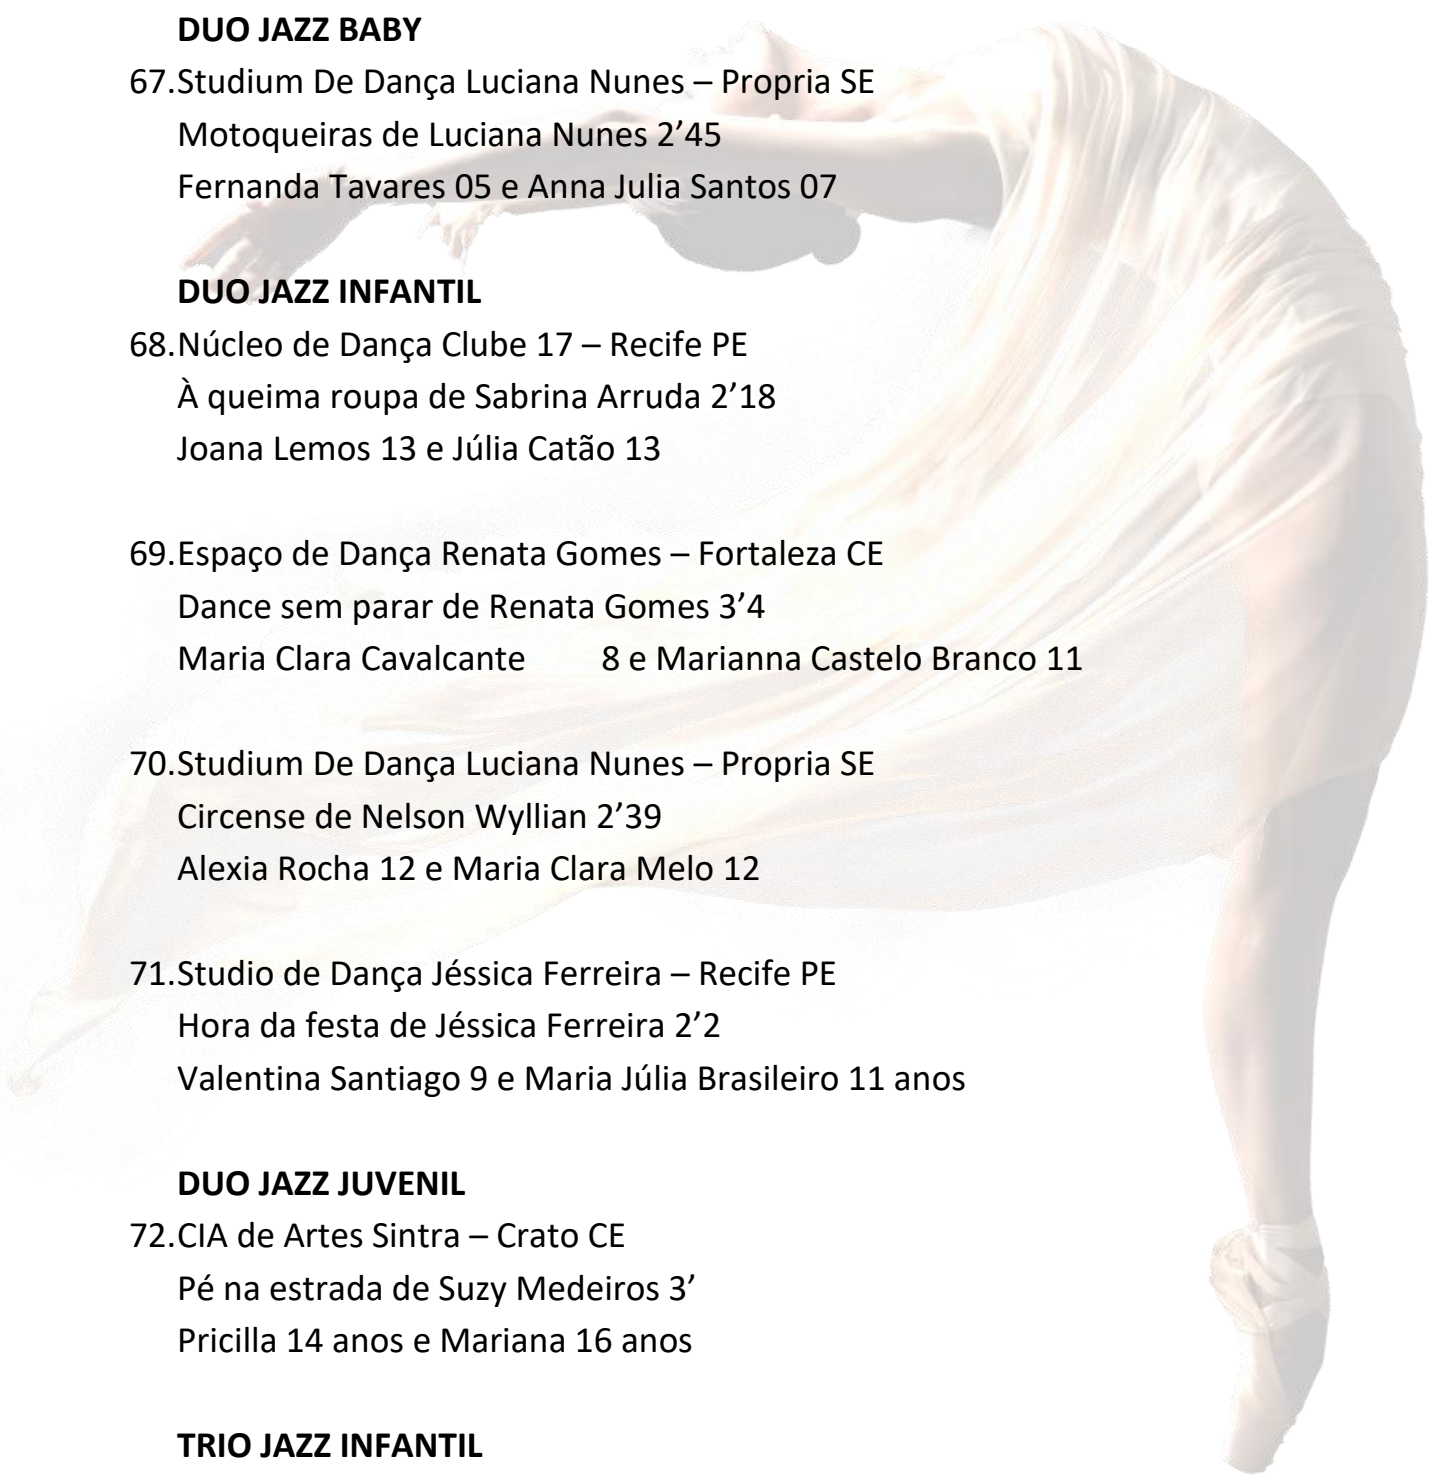 DUO JAZZ BABY
67.Studium De Dança Luciana Nunes – Propria SE
Motoqueiras de Luciana Nunes 2’45
Fernanda Tavares 05 e Anna Julia Santos 07
DUO JAZZ INFANTIL
68.Núcleo de Dança Clube 17 – Recife PE
À queima roupa de Sabrina Arruda 2’18
Joana Lemos 13 e Júlia Catão 13
69.Espaço de Dança Renata Gomes – Fortaleza CE
Dance sem parar de Renata Gomes 3’4
Maria Clara Cavalcante 8 e Marianna Castelo Branco 11
70.Studium De Dança Luciana Nunes – Propria SE
Circense de Nelson Wyllian 2’39
Alexia Rocha 12 e Maria Clara Melo 12
71.Studio de Dança Jéssica Ferreira – Recife PE
Hora da festa de Jéssica Ferreira 2’2
Valentina Santiago 9 e Maria Júlia Brasileiro 11 anos
DUO JAZZ JUVENIL
72.CIA de Artes Sintra – Crato CE
Pé na estrada de Suzy Medeiros 3’
Pricilla 14 anos e Mariana 16 anos
TRIO JAZZ INFANTIL